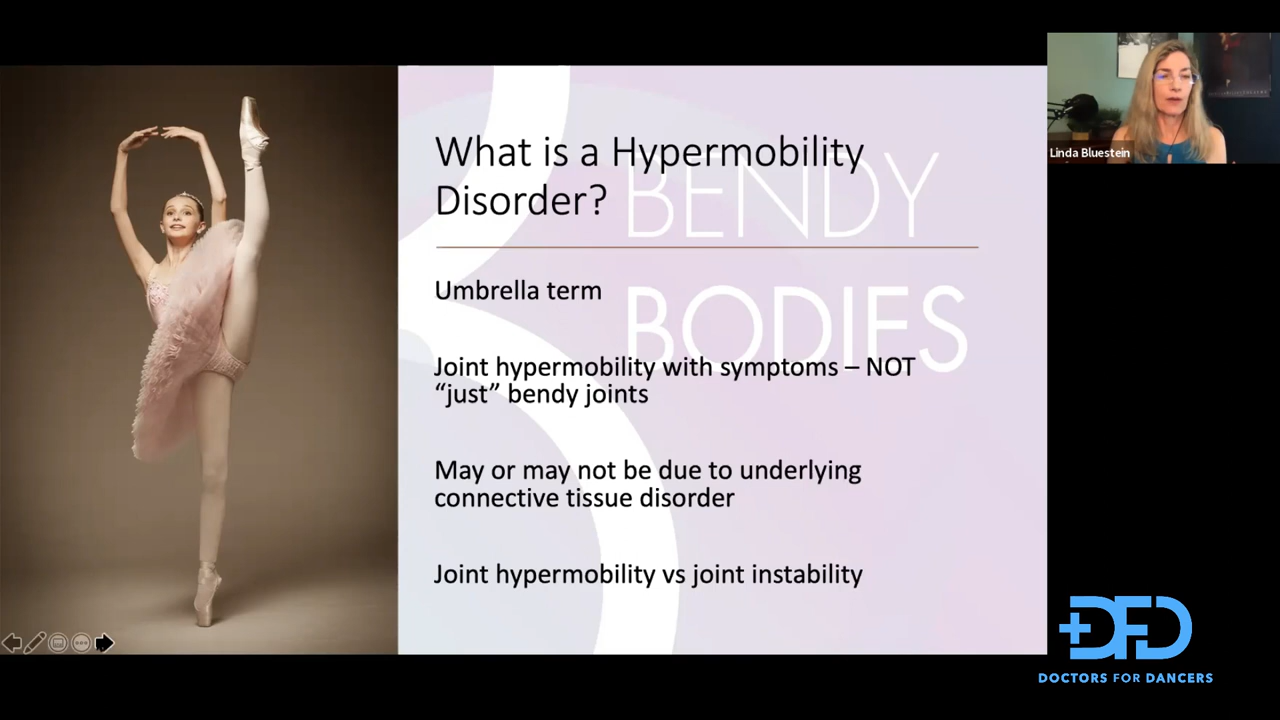 What is a Hypermobility
Disorder?
BENDY
BODIES
Umbrella term
Joint hypermobility with symptoms – NOT
“just” bendy joints
May or may not be due to underlying
connective tissue disorder
Joint hypermobility vs joint instability
Linda Bluestein
DFD
DOCTORS FOR DANCERS